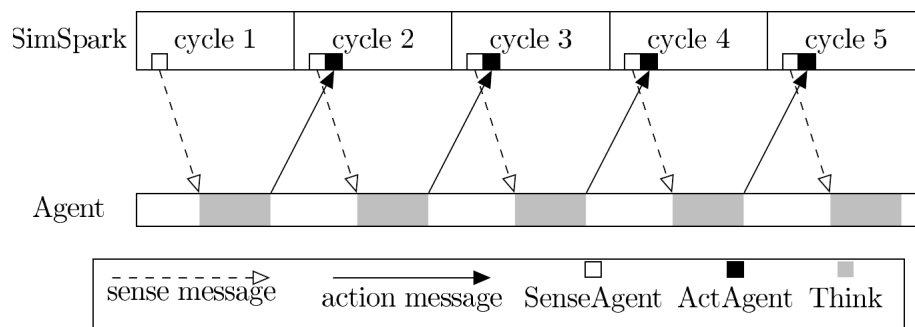 SimSpark cycle 1 cycle 2 cycle 3 cycle 4 cycle 5
Agent
sense message action message SenseAgent ActAgent Think